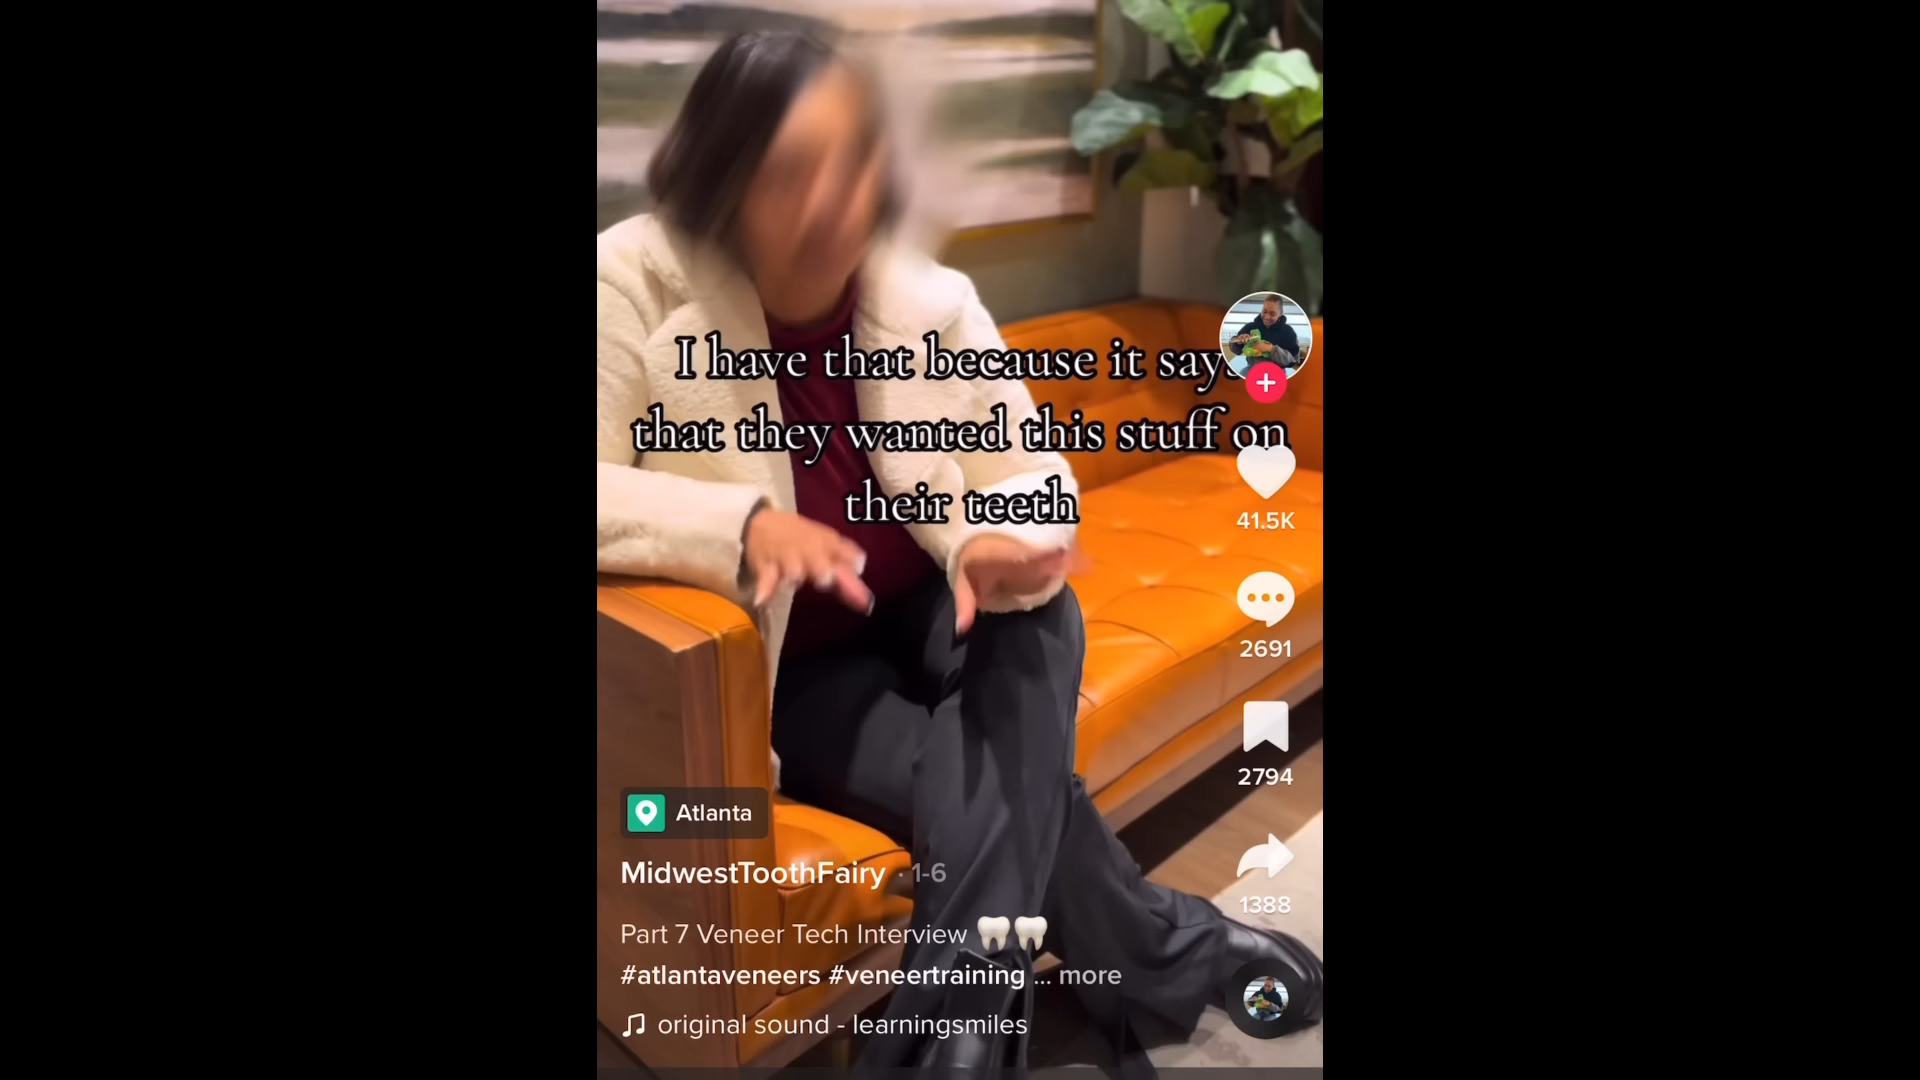 I have that because it says
that they wanted this stuff on
their teeth
41.5K
2691
2794
1388
Atlanta
MidwestToothFairy · 1-6
Part 7 Veneer Tech Interview
#atlantaveneers #veneertraining ... more
original sound - learningsmiles